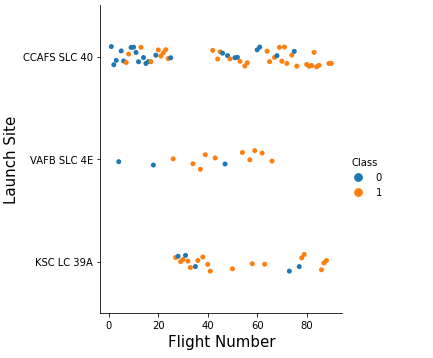 CCAFS SLC 40
VAFB SLC 4E
KSC LC 39A
Launch Site
0 20 40 60 80
Flight Number
Class
0
1